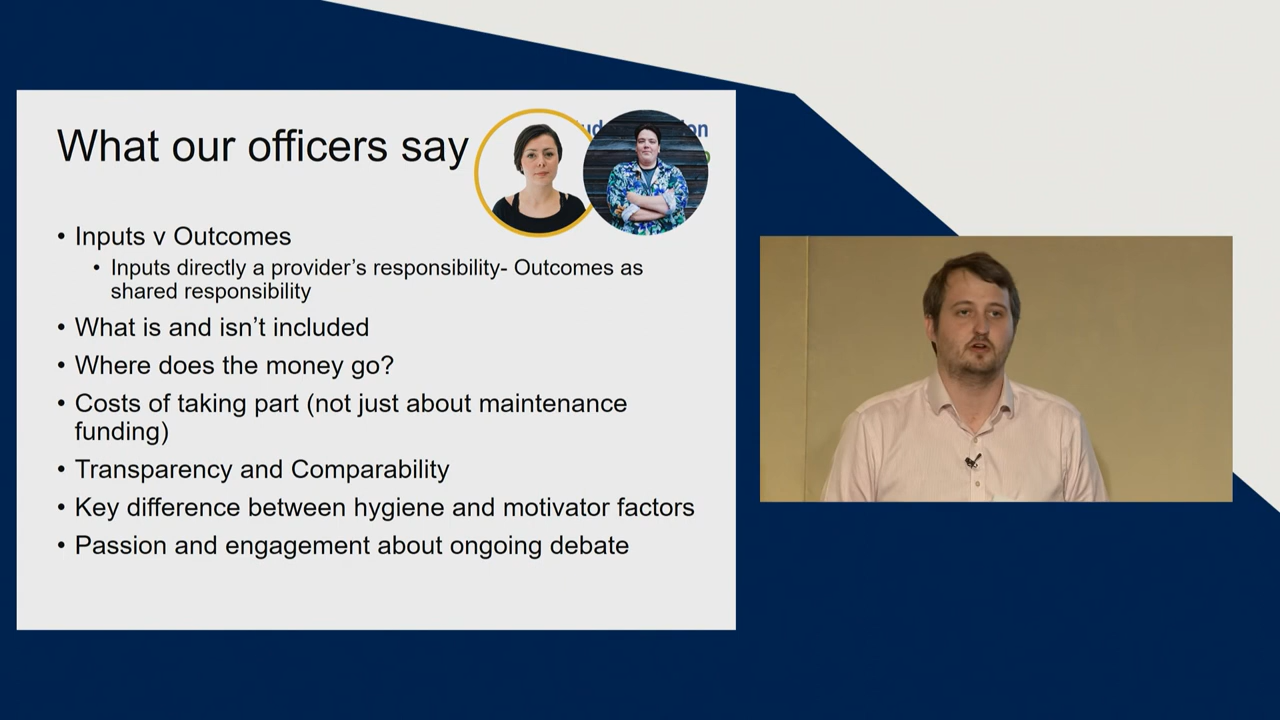 What our officers say
• Inputs v Outcomes
• Inputs directly a provider's responsibility- Outcomes as
shared responsibility
• What is and isn't included
• Where does the money go?
• Costs of taking part (not just about maintenance
funding)
• Transparency and Comparability
• Key difference between hygiene and motivator factors
• Passion and engagement about ongoing debate